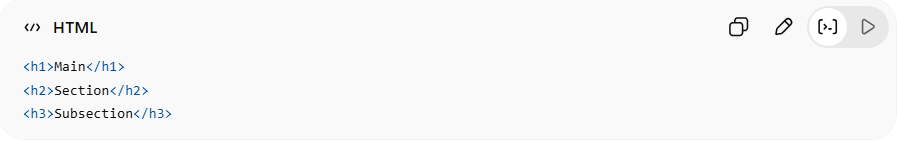 HTML
<h1>Main</h1>
<h2>Section</h2>
<h3>Subsection</h3>